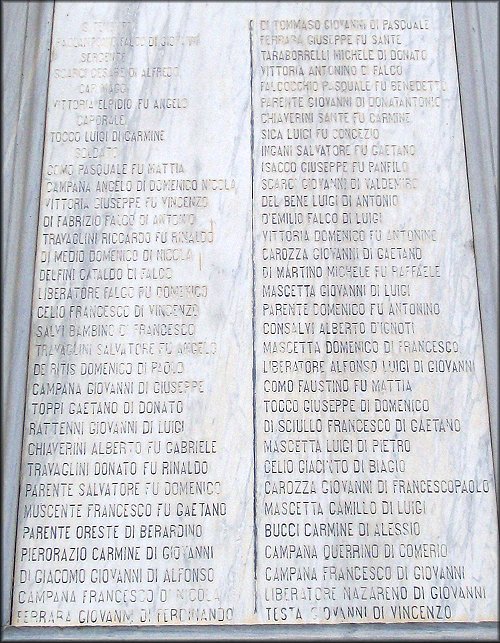 S. TENENTE
FALCO DI GIOVANNI
SERGENTE
SCARCI CESARE DI ALFREDO
CAP. MAGG.
VITTORIA ELPIDIO FU ANGELO
CAPORALE
TOCCO LUIGI DI CARMINE
SOLDATO
COMO PASQUALE FU MATTIA
CAMPANA ANGELO DI DOMENICO NICOLA
VITTORIA GIUSEPPE FU VINCENZO
DI FABRIZIO FALCO DI ANTONIO
TRAVAGLINI RICCARDO FU RINALDO
DI MEDIO DOMENICO DI NICOLA
DELFINI CATALDO DI FALCO
LIBERATORE FALCO FU DOMENICO
CELIO FRANCESCO DI VINCENZO
SALVI BAMBINO DI FRANCESCO
TRAVAGLINI SALVATORE FU ANGELO
DE RITIS DOMENICO DI PAOLO
CAMPANA GIOVANNI DI GIUSEPPE
TOPPI GAETANO DI DONATO
RATTENNI GIOVANNI DI LUIGI
CHIAVERINI ALBERTO FU GABRIELE
TRAVAGLINI DONATO FU RINALDO
PARENTE SALVATORE FU DOMENICO
MUSCENTE FRANCESCO FU GAETANO
PARENTE ORESTE DI BERARDINO
PIERORAZIO CARMINE DI GIOVANNI
DI GIACOMO GIOVANNI DI ALFONSO
CAMPANA FRANCESCO DI NICOLA
FERRARA GIOVANNI DI FERDINANDO
DI TOMMASO GIOVANNI DI PASQUALE
FERRARA GIUSEPPE FU SANTE
TARABORRELLI MICHELE DI DONATO
VITTORIA ANTONINO DI FALCO
FALCOCCHIO PASQUALE FU BENEDETTO
PARENTE GIOVANNI DI DONATANTONIO
CHIAVERINI SANTE FU CARMINE
SICA LUIGI FU CONCEZIO
INGANI SALVATORE FU GAETANO
ISACCO GIUSEPPE FU PANFILO
SCARCI GIOVANNI DI VALDEMIRO
DEL BENE LUIGI DI ANTONIO
D'EMILIO FALCO DI LUIGI
VITTORIA DOMENICO FU ANTONINO
CAROZZA GIOVANNI DI GAETANO
DI MARTINO MICHELE FU RAFFAELE
MASCETTA GIOVANNI DI LUIGI
PARENTE DOMENICO FU ANTONINO
CONSALVI ALBERTO D'IGNOTI
MASCETTA DOMENICO DI FRANCESCO
LIBERATORE ALFONSO LUIGI DI GIOVANNI
COMO FAUSTINO FU MATTIA
TOCCO GIUSEPPE DI DOMENICO
DI SCIULLO FRANCESCO DI GAETANO
MASCETTA LUIGI DI PIETRO
CELIO GIACINTO DI BIAGIO
CAROZZA GIOVANNI DI FRANCESCOPAOLO
MASCETTA CAMILLO DI LUIGI
BUCCI CARMINE DI ALESSIO
CAMPANA QUERRINO DI COMERIO
CAMPANA FRANCESCO DI GIOVANNI
LIBERATORE NAZARENO DI GIOVANNI
TESTA GIOVANNI DI VINCENZO